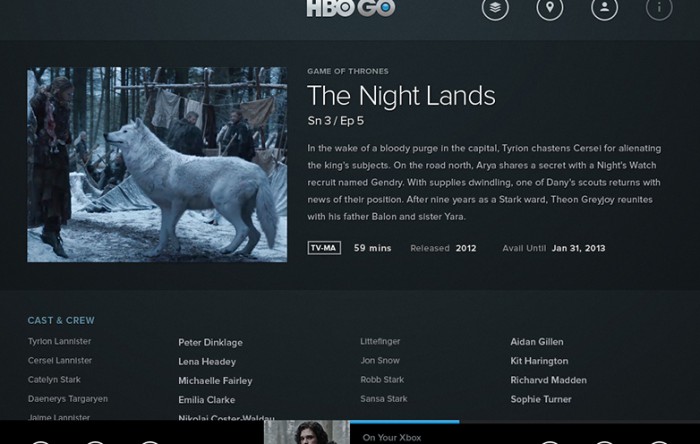 HBO GO
GAME OF THRONES
The Night Lands
Sn 3 / Ep 5
In the wake of a bloody purge in the capital, Tyrion chastens Cersei for alienating
the king's subjects. On the road north, Arya shares a secret with a Night's Watch
recruit named Gendry. With supplies dwindling, one of Dany's scouts returns with
news of their position. After nine years as a Stark ward, Theon Greyjoy reunites
with his father Balon and sister Yara.
TV-MA 59 mins Released 2012 Avail Until Jan 31, 2013
CAST & CREW
Tyrion Lannister Peter Dinklage Littlefinger Aidan Gillen
Cersei Lannister Lena Headey Jon Snow Kit Harington
Catelyn Stark Michaelle Fairley Robb Stark Richarvd Madden
Daenerys Targaryen Emilia Clarke Sansa Stark Sophie Turner
Jaime Lannister Nikolaj Coster-Waldau
On Your Xbox